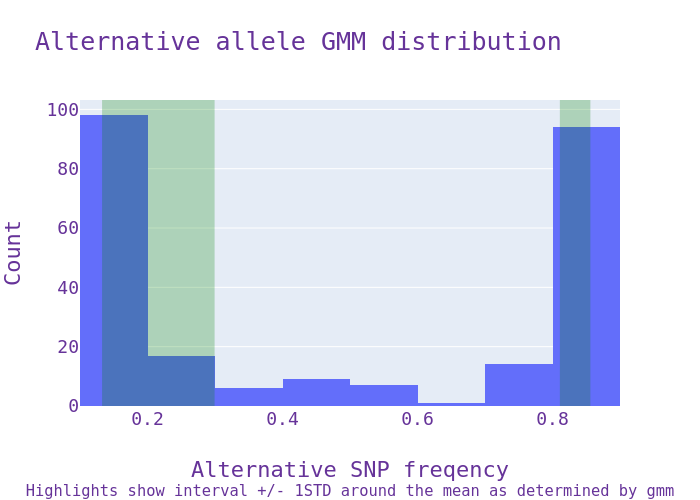 Alternative allele GMM distribution
100
80
60
40
20
0
Count
0.2 0.4 0.6 0.8
Alternative SNP freqency
Highlights show interval +/- 1STD around the mean as determined by gmm